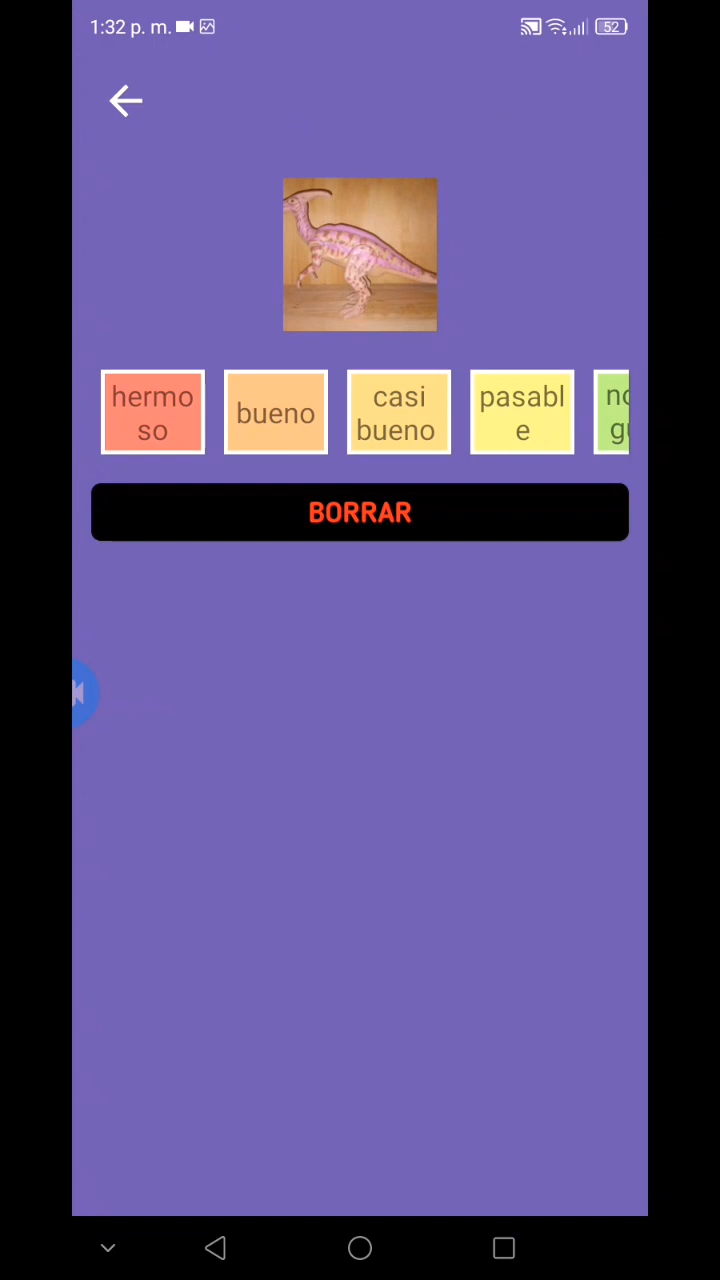 1:32 p. m.
52
hermo
so
bueno
casi
bueno
pasabl
e
BORRAR